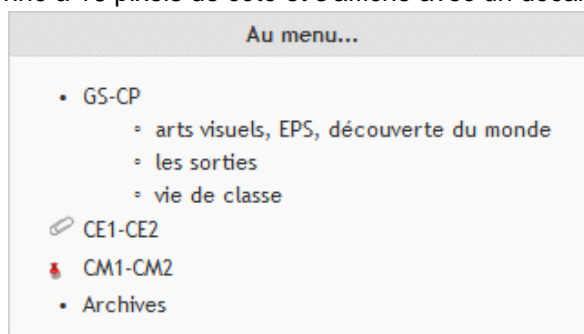 Au menu...
• GS-CP
◦ arts visuels, EPS, découverte du monde
◦ les sorties
◦ vie de classe
CE1-CE2
CM1-CM2
• Archives